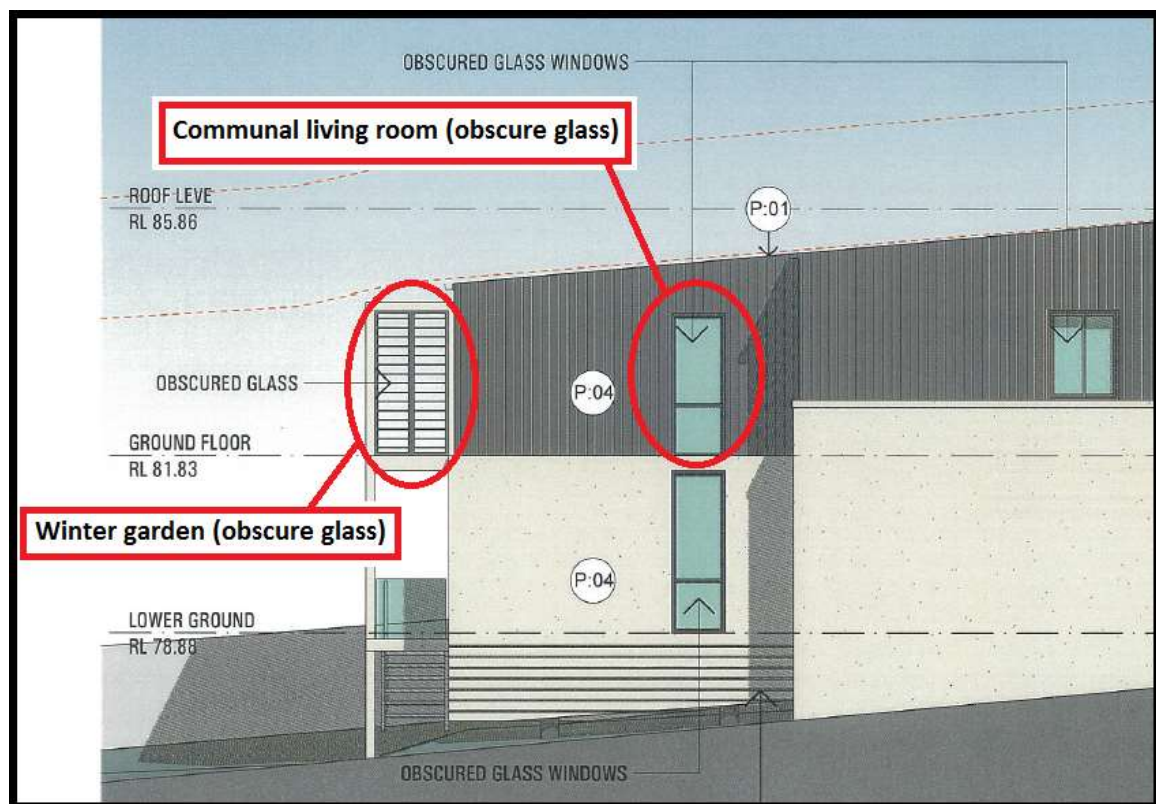 OBSCURED GLASS WINDOWS
Communal living room (obscure glass)
ROOF LEVE
RL 85.86
P:01
OBSCURED GLASS
P:04
GROUND FLOOR
RL 81.83
Winter garden (obscure glass)
P:04
LOWER GROUND
RL 78.88
OBSCURED GLASS WINDOWS